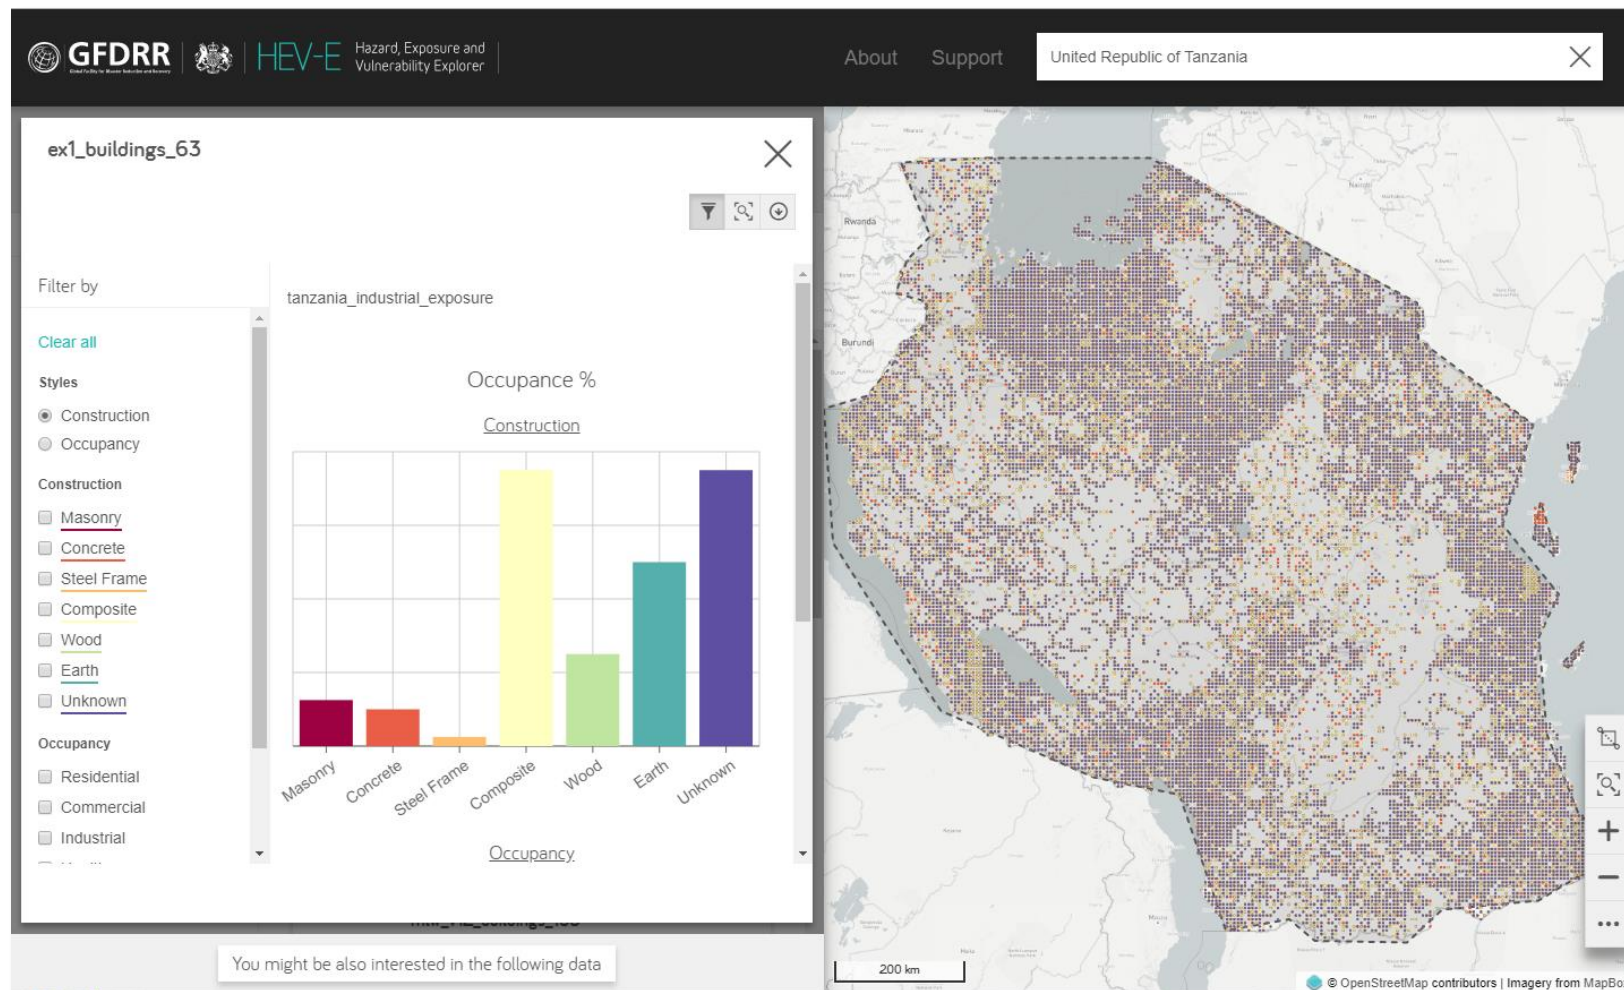 GFDRR
HEV-E
Hazard, Exposure and
Vulnerability Explorer
About
Support
United Republic of Tanzania
ex1_buildings_63
Filter by
Clear all
Styles
Construction
Occupancy
Construction
Masonry
Concrete
Steel Frame
Composite
Wood
Earth
Unknown
Occupancy
Residential
Commercial
Industrial
tanzania_industrial_exposure
Occupance %
Construction
Masonry
Concrete
Steel Frame
Composite
Wood
Earth
Unknown
Occupancy
You might be also interested in the following data
Rwanda
Burundi
Nairobi
200 km
© OpenStreetMap contributors | Imagery from MapBo